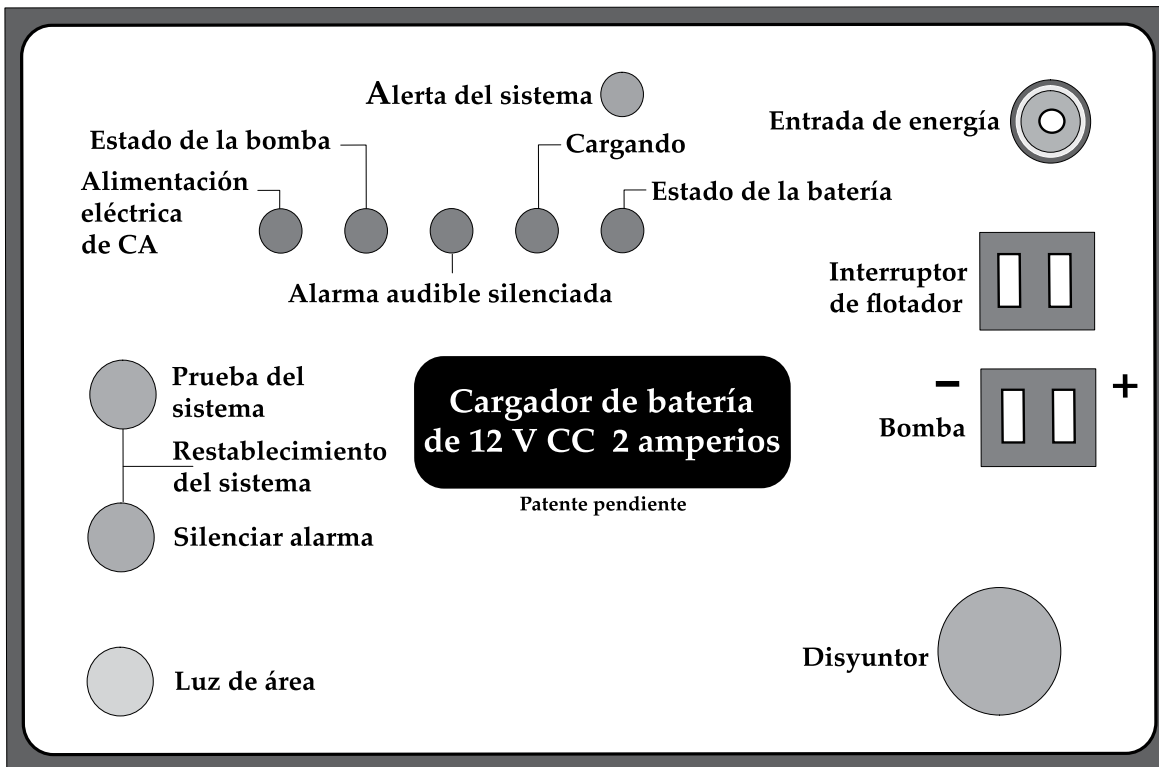 Alerta del sistema
Entrada de energía
Estado de la bomba
Cargando
Alimentación
eléctrica
de CA
Estado de la batería
Alarma audible silenciada
Interruptor
de flotador
Prueba del
sistema
Restablecimiento
del sistema
Silenciar alarma
Cargador de batería
de 12 V CC 2 amperios
Patente pendiente
− +
Bomba
Luz de área
Disyuntor